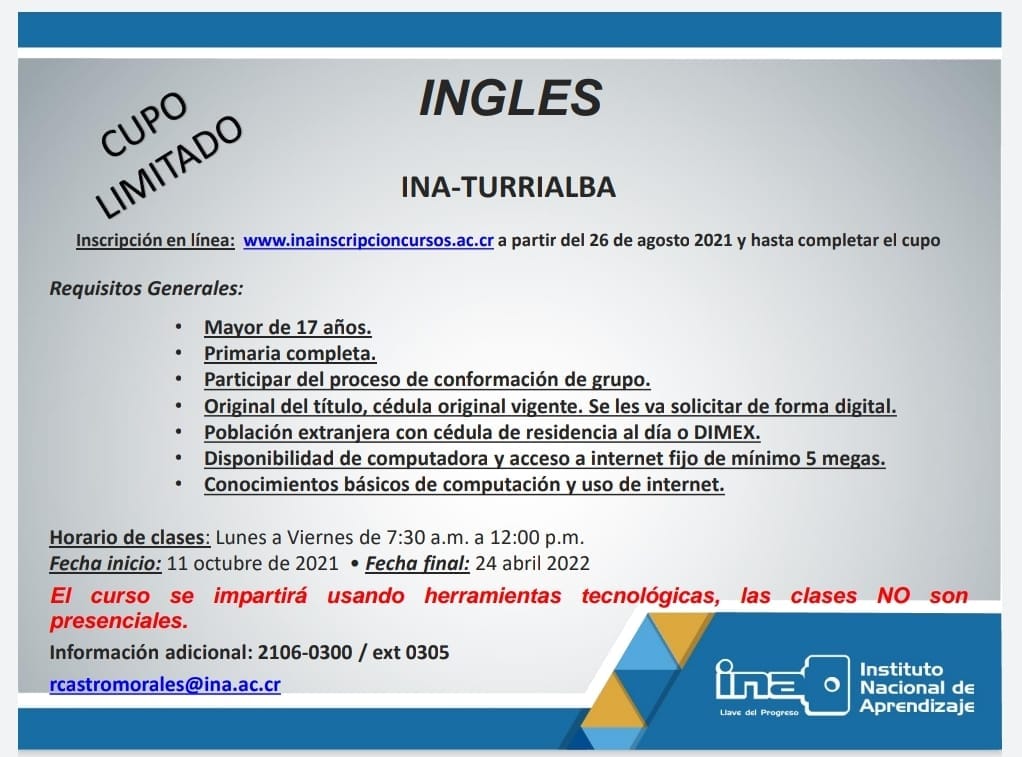 CUPO
LIMITADO
INGLES
INA-TURRIALBA
Inscripción en línea: www.inainscripcioncursos.ac.cr a partir del 26 de agosto 2021 y hasta completar el cupo
Requisitos Generales:
• Mayor de 17 años.
• Primaria completa.
• Participar del proceso de conformación de grupo.
• Original del título, cédula original vigente. Se les va solicitar de forma digital.
• Población extranjera con cédula de residencia al día o DIMEX.
• Disponibilidad de computadora y acceso a internet fijo de mínimo 5 megas.
• Conocimientos básicos de computación y uso de internet.
Horario de clases: Lunes a Viernes de 7:30 a.m. a 12:00 p.m.
Fecha inicio: 11 octubre de 2021 • Fecha final: 24 abril 2022
El curso se impartirá usando herramientas tecnológicas, las clases NO son
presenciales.
Información adicional: 2106-0300 / ext 0305
rcastromorales@ina.ac.cr
ina
Llave del Progreso
Instituto
Nacional de
Aprendizaje